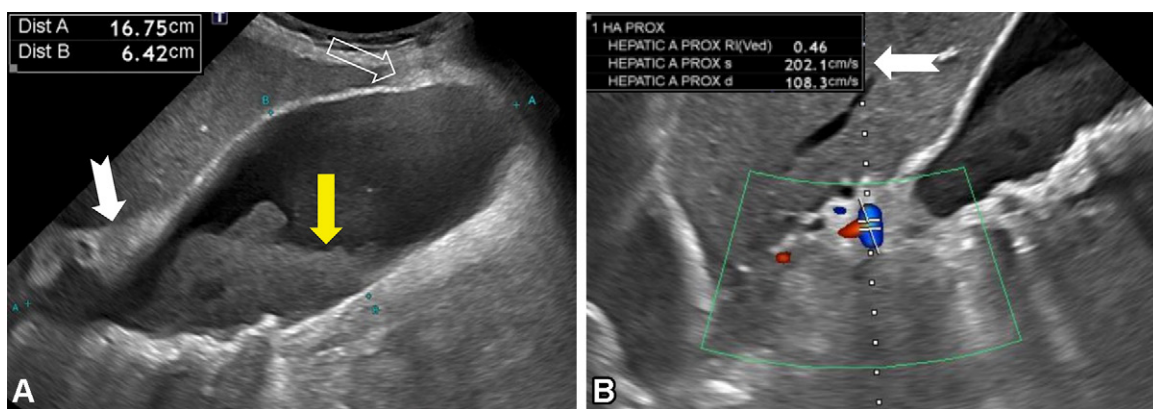 Dist A 16.75cm
Dist B 6.42cm
T
B
A
A
B
A
1 HA PROX
HEPATIC A PROX RI(Ved) 0.46
HEPATIC A PROX s 202.1cm/s
HEPATIC A PROX d 108.3cm/s
B